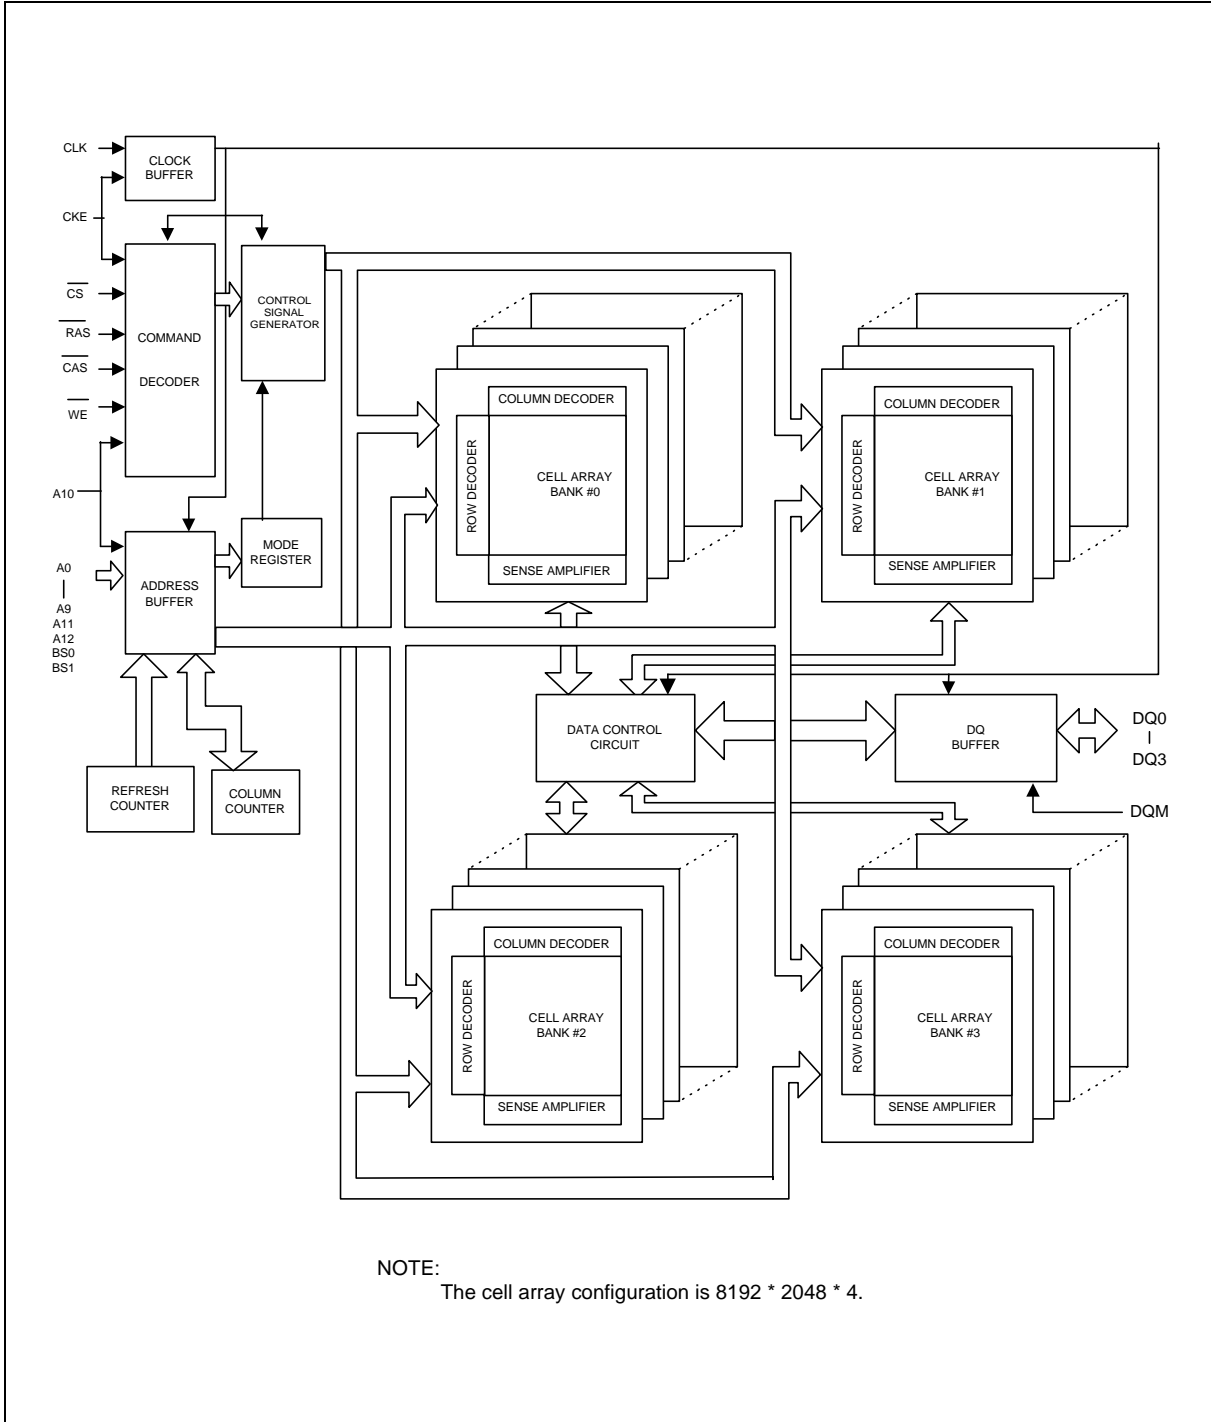 CLK
CLOCK
BUFFER
CKE
CS
RAS
CAS
WE
COMMAND
DECODER
CONTROL
SIGNAL
GENERATOR
A10
A0
A9
A11
A12
BS0
BS1
ADDRESS
BUFFER
MODE
REGISTER
REFRESH
COUNTER
COLUMN
COUNTER
COLUMN DECODER
ROW DECODER
CELL ARRAY
BANK #0
SENSE AMPLIFIER
COLUMN DECODER
ROW DECODER
CELL ARRAY
BANK #1
SENSE AMPLIFIER
DATA CONTROL
CIRCUIT
DQ
BUFFER
DQ0
DQ3
DQM
COLUMN DECODER
ROW DECODER
CELL ARRAY
BANK #2
SENSE AMPLIFIER
COLUMN DECODER
ROW DECODER
CELL ARRAY
BANK #3
SENSE AMPLIFIER
NOTE:
The cell array configuration is 8192 * 2048 * 4.